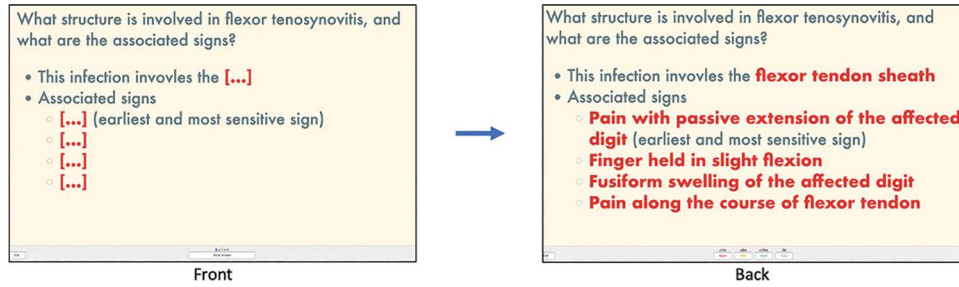 What structure is involved in flexor tenosynovitis, and
what are the associated signs?
• This infection invovles the [...]
• Associated signs
○ [...] (earliest and most sensitive sign)
○ [...]
○ [...]
○ [...]
Front
What structure is involved in flexor tenosynovitis, and
what are the associated signs?
• This infection invovles the flexor tendon sheath
• Associated signs
○ Pain with passive extension of the affected
digit (earliest and most sensitive sign)
○ Finger held in slight flexion
○ Fusiform swelling of the affected digit
○ Pain along the course of flexor tendon
Back